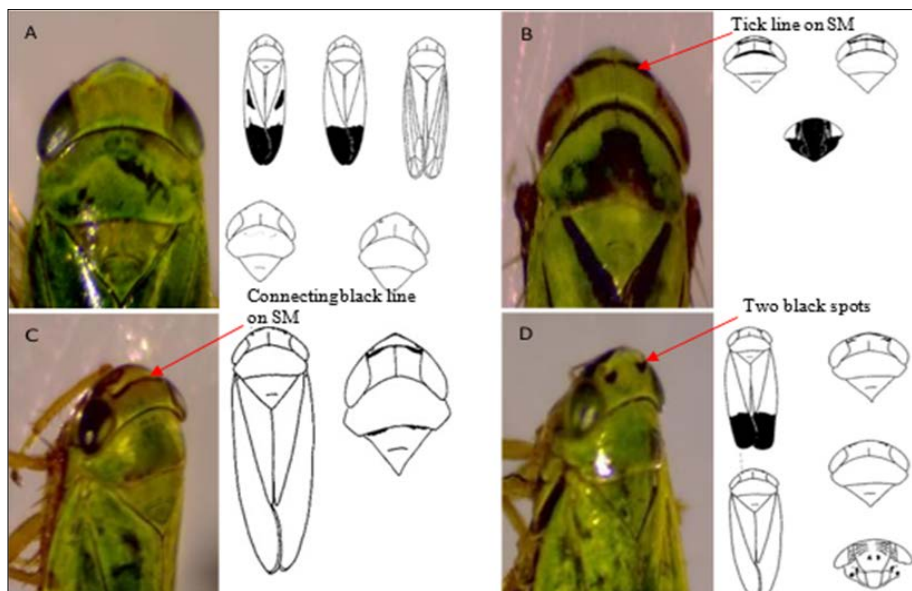 A
B
Tick line on SM
Connectingblack line
on SM
C
Two black spots
D